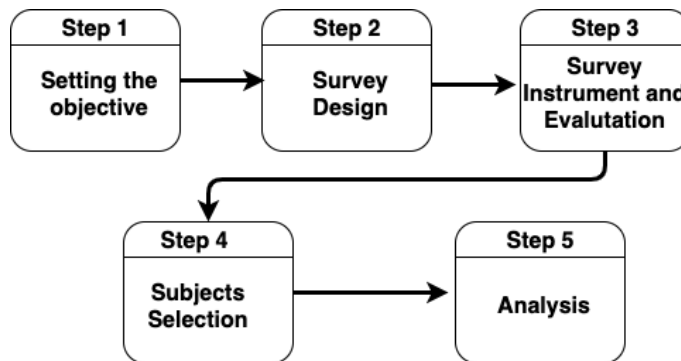 Step 1
Setting the
objective
Step 2
Survey
Design
Step 3
Survey
Instrument and
Evalutation
Step 4
Subjects
Selection
Step 5
Analysis